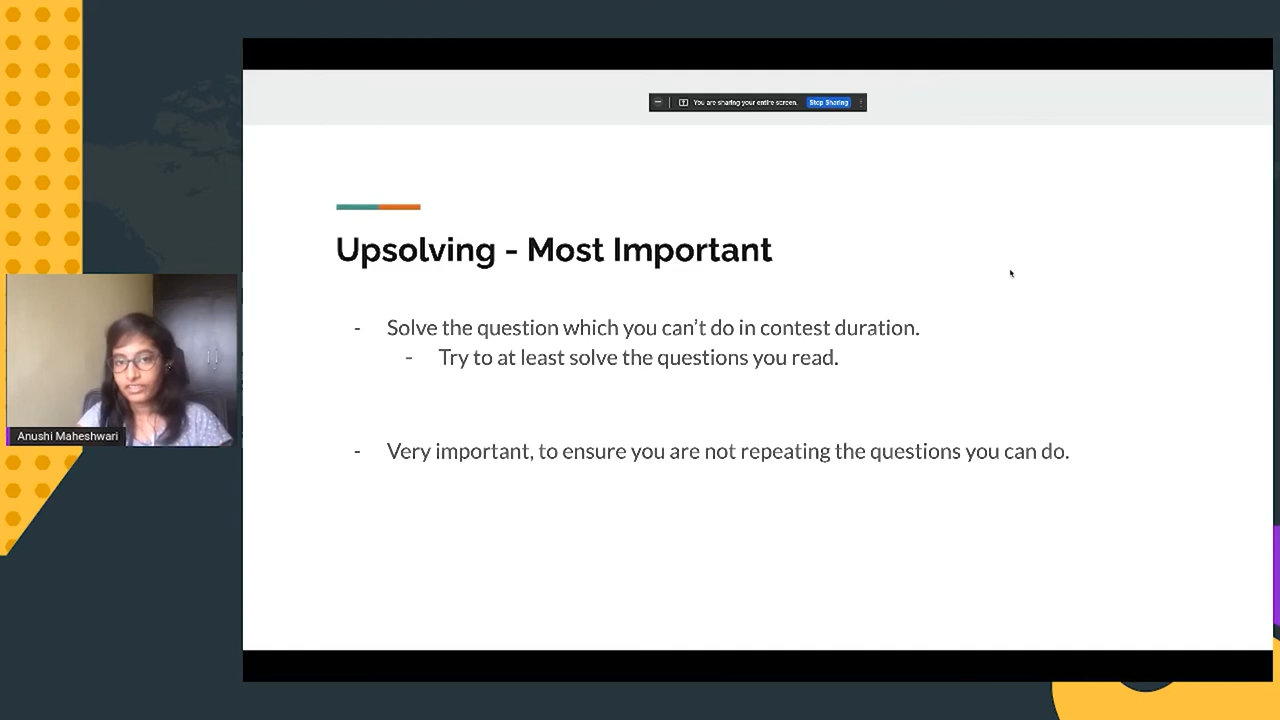 You are sharing your entire screen.
Stop Sharing
Upsolving - Most Important
- Solve the question which you can't do in contest duration.
- Try to at least solve the questions you read.
- Very important, to ensure you are not repeating the questions you can do.
Anushi Maheshwari